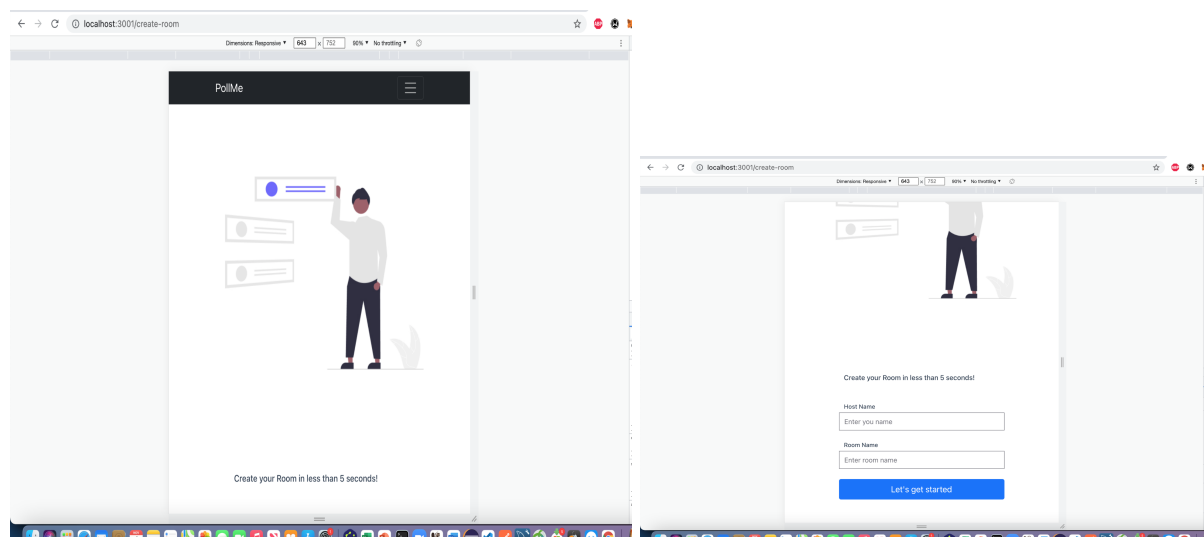 localhost:3001/create-room
Dimensions: Responsive ▼ 643 x 752 90% ▼ No throttling ▼
PollMe
Create your Room in less than 5 seconds!
localhost:3001/create-room
Dimensions: Responsive ▼ 643 x 752 90% ▼ No throttling ▼
Create your Room in less than 5 seconds!
Host Name
Enter you name
Room Name
Enter room name
Let's get started